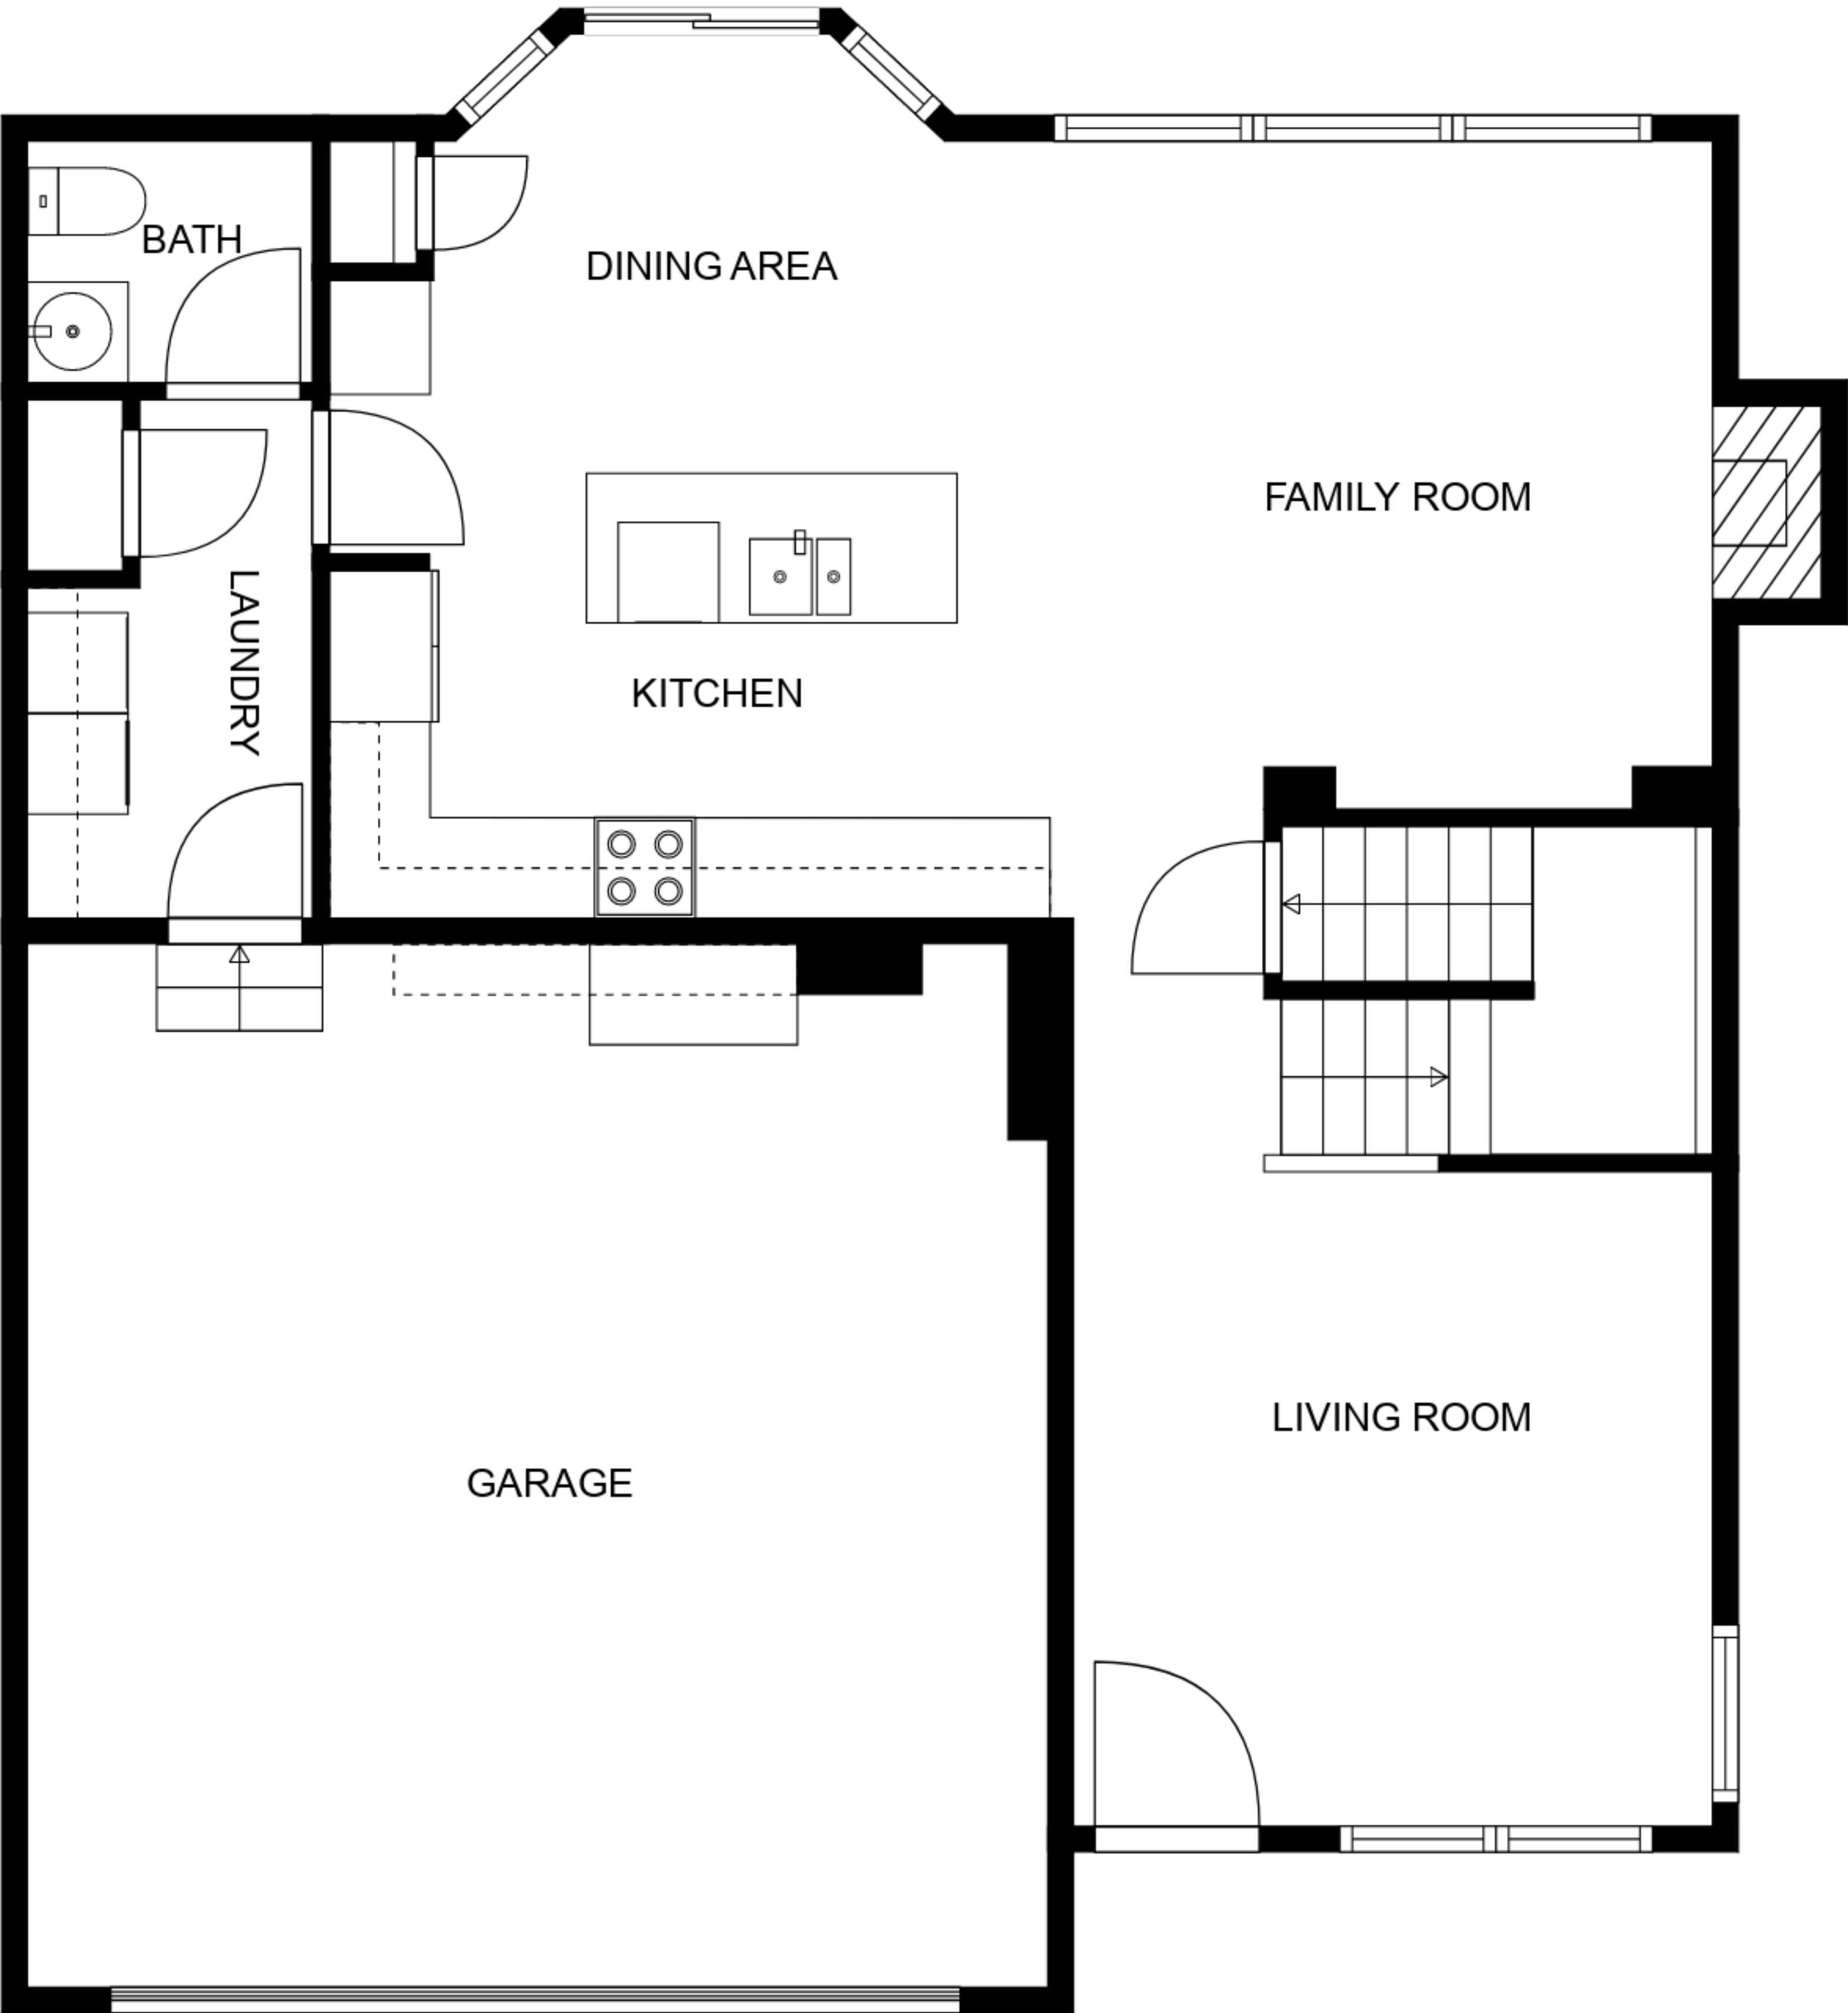 BATH
DINING AREA
FAMILY ROOM
LAUNDRY
KITCHEN
LIVING ROOM
GARAGE